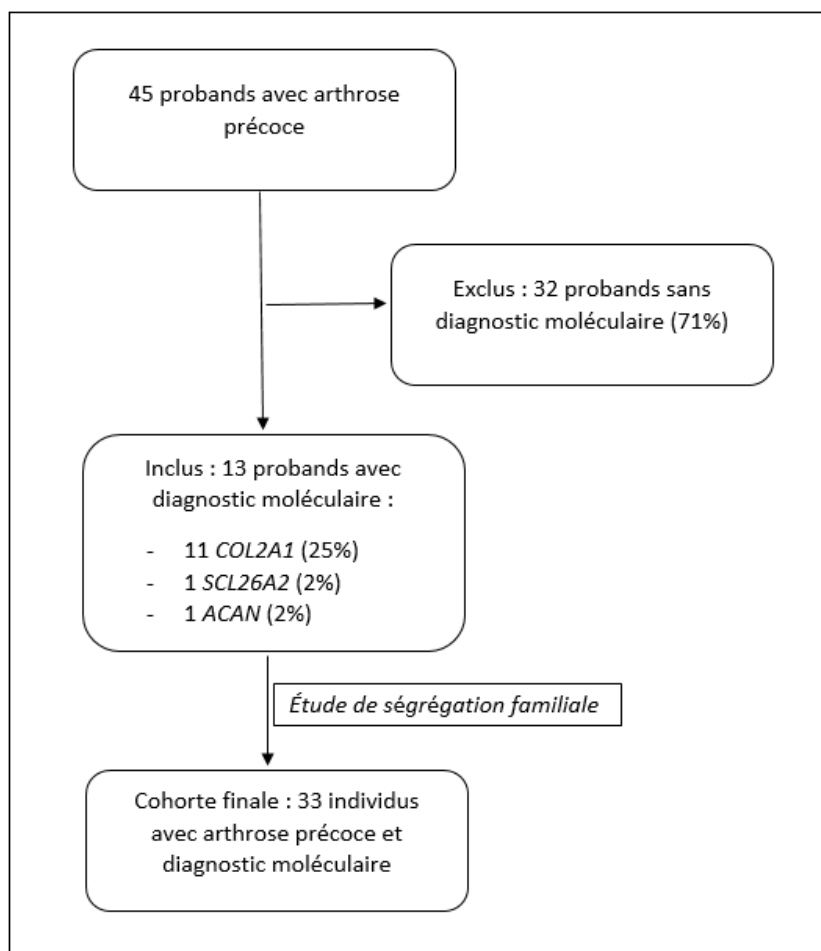 45 probands avec arthrose
précoce
Exclus : 32 probands sans
diagnostic moléculaire (71%)
Inclus : 13 probands avec
diagnostic moléculaire :
- 11 COL2A1 (25%)
- 1 SCL26A2 (2%)
- 1 ACAN (2%)
Étude de ségrégation familiale
Cohorte finale : 33 individus
avec arthrose précoce et
diagnostic moléculaire